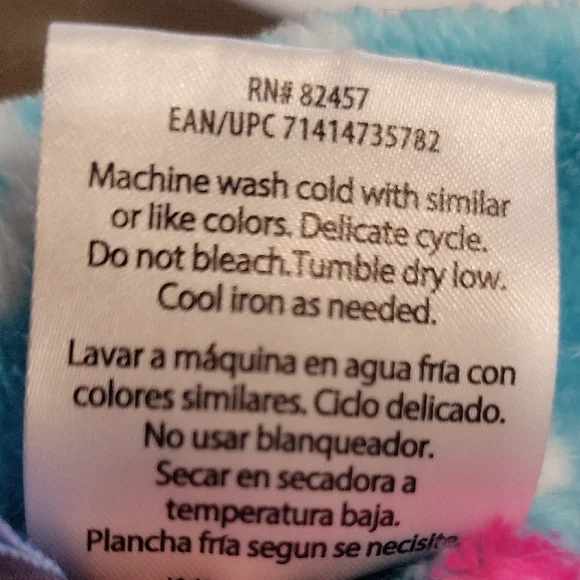 RN# 82457
EAN/UPC 71414735782
Machine wash cold with similar
or like colors. Delicate cycle.
Do not bleach.Tumble dry low.
Cool iron as needed.
Lavar a máquina en agua fría con
colores similares. Ciclo delicado.
No usar blanqueador.
Secar en secadora a
temperatura baja.
Plancha fría segun se necisite